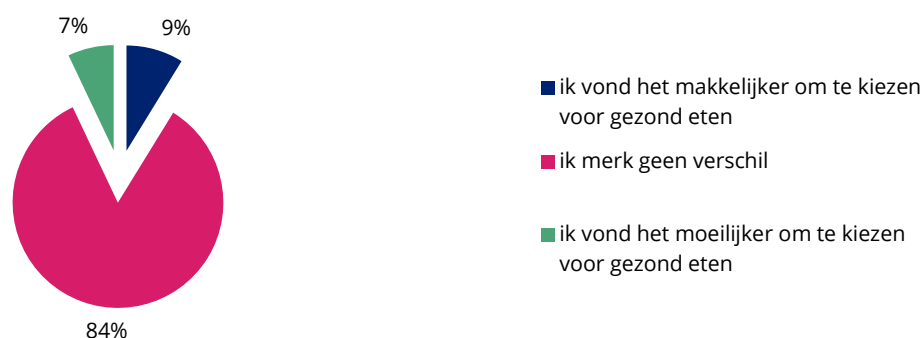 7%
9%
84%
ik vond het makkelijker om te kiezen
voor gezond eten
ik merk geen verschil
ik vond het moeilijker om te kiezen
voor gezond eten